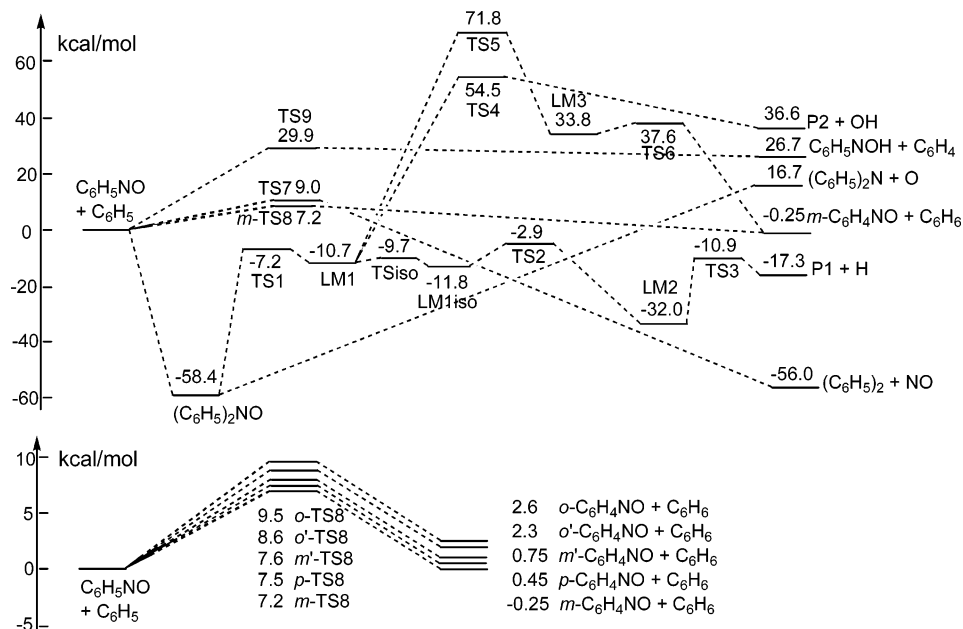 71.8
TS5
kcal/mol
60
54.5
TS4
LM3
33.8
36.6 P2 + OH
40
TS9
29.9
37.6
TS6
26.7 C6H5NOH + C6H4
20
16.7 (C6H5)2N + O
C6H5NO
+ C6H5
TS7 9.0
m-TS8 7.2
0
-0.25 m-C6H4NO + C6H6
-7.2
TS1
-10.7
LM1
-9.7
TSiso
-11.8
LM1iso
-2.9
TS2
-10.9
TS3
-17.3 P1 + H
-20
LM2
-32.0
-40
-58.4
(C6H5)2NO
-56.0 (C6H5)2 + NO
-60
10
kcal/mol
5
0
-5
C6H5NO
+ C6H5
9.5 o-TS8
8.6 o'-TS8
7.6 m'-TS8
7.5 p-TS8
7.2 m-TS8
2.6 o-C6H4NO + C6H6
2.3 o'-C6H4NO + C6H6
0.75 m'-C6H4NO + C6H6
0.45 p-C6H4NO + C6H6
-0.25 m-C6H4NO + C6H6